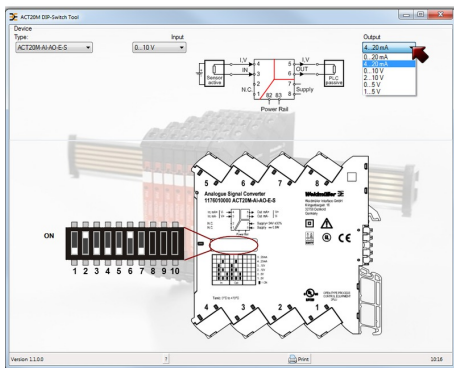 ACT20M DIP-Switch Tool
Device
Type:
Input
Output
ACT20M-AI-AO-E-S
0...10 V
4...20 mA
0...20 mA
4...20 mA
0...10 V
2...10 V
0...5 V
1...5 V
Sensor
active
I,V
IN
N.C.
4
3
2
1
82 83
5
6
7
8
I,V
OUT
Supply
PLC
passive
Power Rail
5 6 7 8
Analogue Signal Converter
1176010000 ACT20M-AI-AO-E-S
Weidmüller
ON
1 2 3 4 5 6 7 8 9 10
4 3 2 1
Version 1.1.0.0
?
Print
10:16